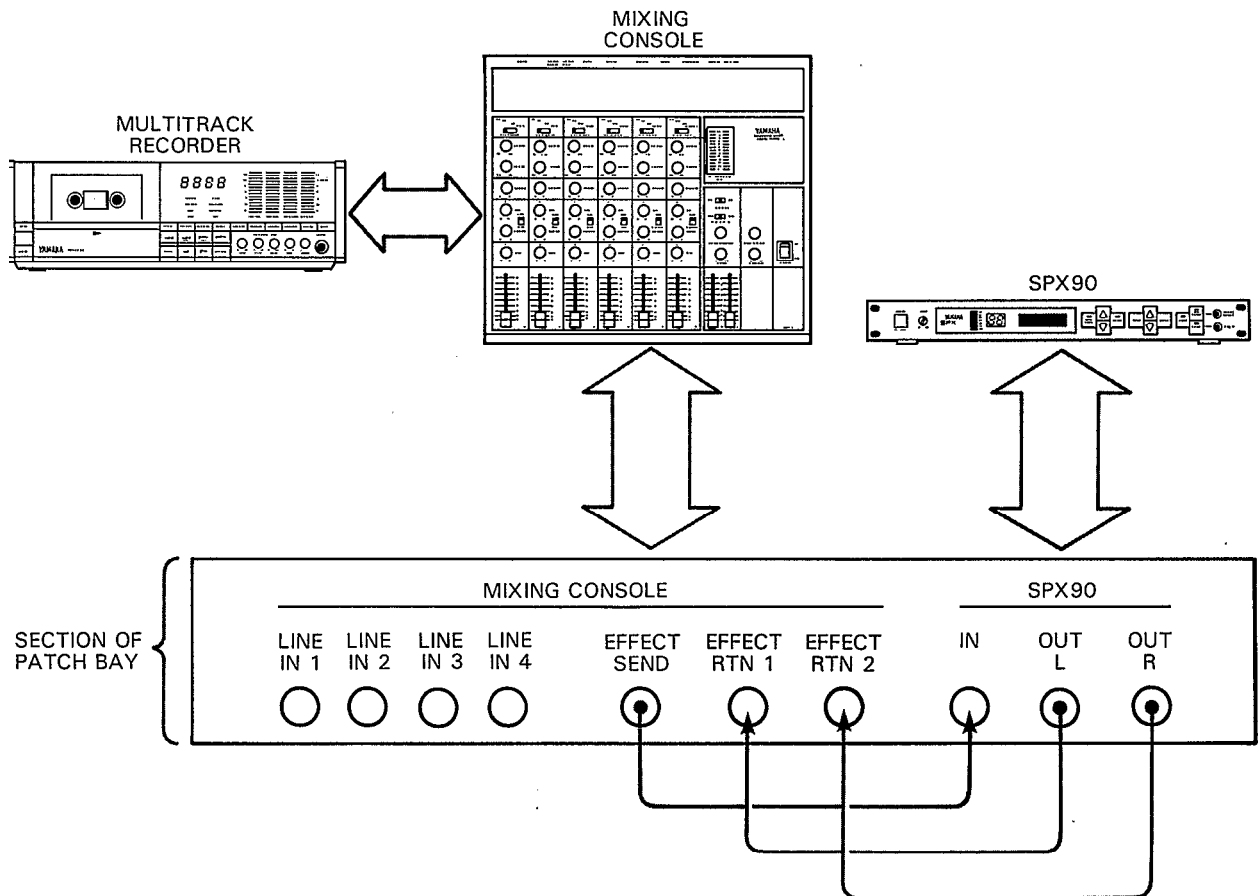 MIXING
CONSOLE
MULTITRACK
RECORDER
8888
YAMAHA
YAMAHA
SPX90
YAMAHA
SECTION OF
PATCH BAY
MIXING CONSOLE
SPX90
LINE
IN 1
LINE
IN 2
LINE
IN 3
LINE
IN 4
EFFECT
SEND
EFFECT
RTN 1
EFFECT
RTN 2
IN
OUT
L
OUT
R